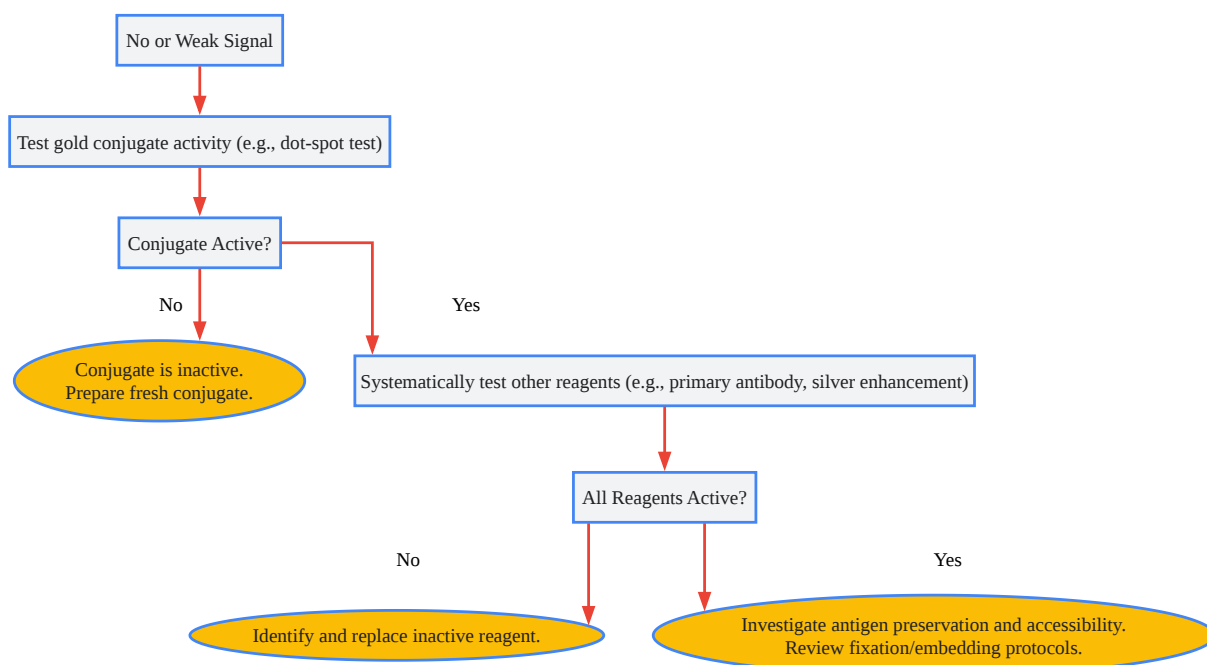 No or Weak Signal
Test gold conjugate activity (e.g., dot-spot test)
Conjugate Active?
No
Yes
Conjugate is inactive.
Prepare fresh conjugate.
Systematically test other reagents (e.g., primary antibody, silver enhancement)
All Reagents Active?
No
Yes
Identify and replace inactive reagent.
Investigate antigen preservation and accessibility.
Review fixation/embedding protocols.